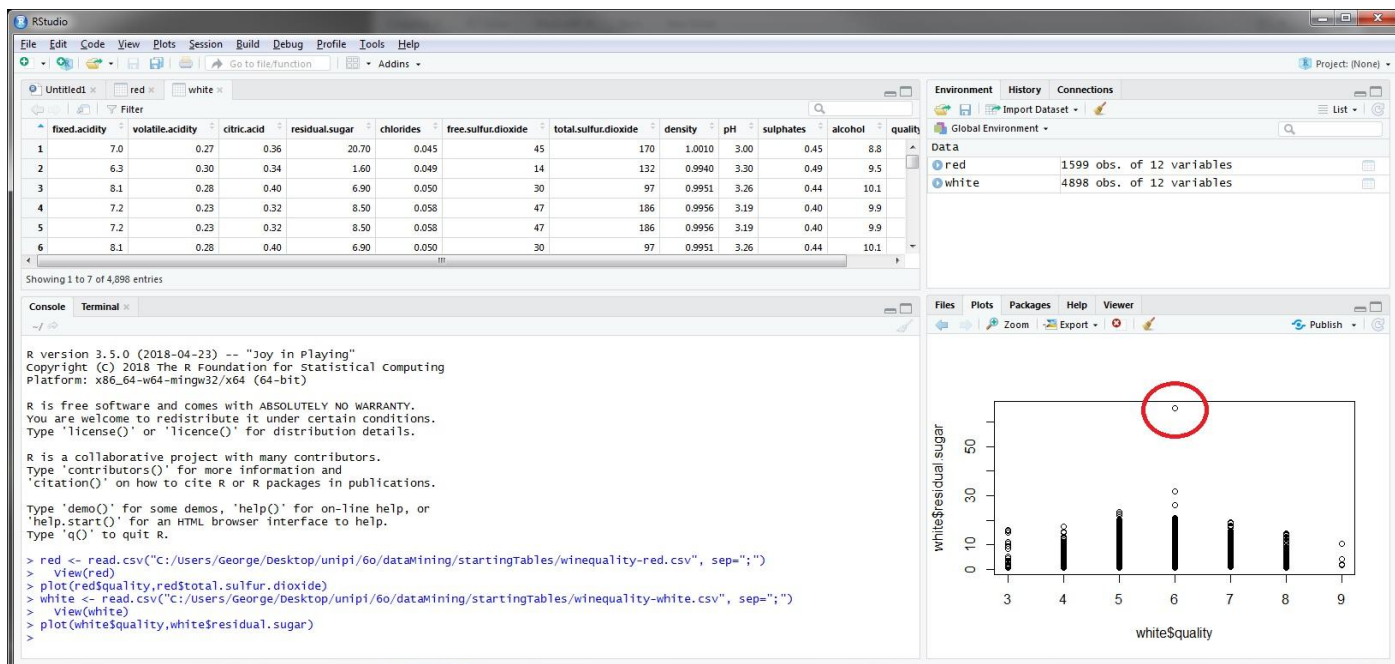 RStudio
File Edit Code View Plots Session Build Debug Profile Tools Help
Go to file/function Addins Project: (None)
Untitled1 red white
Filter
fixed.acidity volatile.acidity citric.acid residual.sugar chlorides free.sulfur.dioxide total.sulfur.dioxide density pH sulphates alcohol quality
1 7.0 0.27 0.36 20.70 0.045 45 170 1.0010 3.00 0.45 8.8
2 6.3 0.30 0.34 1.60 0.049 14 132 0.9940 3.30 0.49 9.5
3 8.1 0.28 0.40 6.90 0.050 30 97 0.9951 3.26 0.44 10.1
4 7.2 0.23 0.32 8.50 0.058 47 186 0.9956 3.19 0.40 9.9
5 7.2 0.23 0.32 8.50 0.058 47 186 0.9956 3.19 0.40 9.9
6 8.1 0.28 0.40 6.90 0.050 30 97 0.9951 3.26 0.44 10.1
Showing 1 to 7 of 4,898 entries
Console Terminal
~/
R version 3.5.0 (2018-04-23) -- "Joy in Playing"
Copyright (C) 2018 The R Foundation for Statistical Computing
Platform: x86_64-w64-mingw32/x64 (64-bit)
R is free software and comes with ABSOLUTELY NO WARRANTY.
You are welcome to redistribute it under certain conditions.
Type 'license()' or 'licence()' for distribution details.
R is a collaborative project with many contributors.
Type 'contributors()' for more information and
'citation()' on how to cite R or R packages in publications.
Type 'demo()' for some demos, 'help()' for on-line help, or
'help.start()' for an HTML browser interface to help.
Type 'q()' to quit R.
> red <- read.csv("C:/Users/George/Desktop/unipi/6o/dataMining/startingTables/winequality-red.csv", sep=";")
> View(red)
> plot(red$quality,red$total.sulfur.dioxide)
> white <- read.csv("C:/Users/George/Desktop/unipi/6o/dataMining/startingTables/winequality-white.csv", sep=";")
> View(white)
> plot(white$quality,white$residual.sugar)
>
Environment History Connections
Import Dataset List
Global Environment
Data
red 1599 obs. of 12 variables
white 4898 obs. of 12 variables
Files Plots Packages Help Viewer
Zoom Export Publish
white$residual.sugar
50
30
10
0
3 4 5 6 7 8 9
white$quality